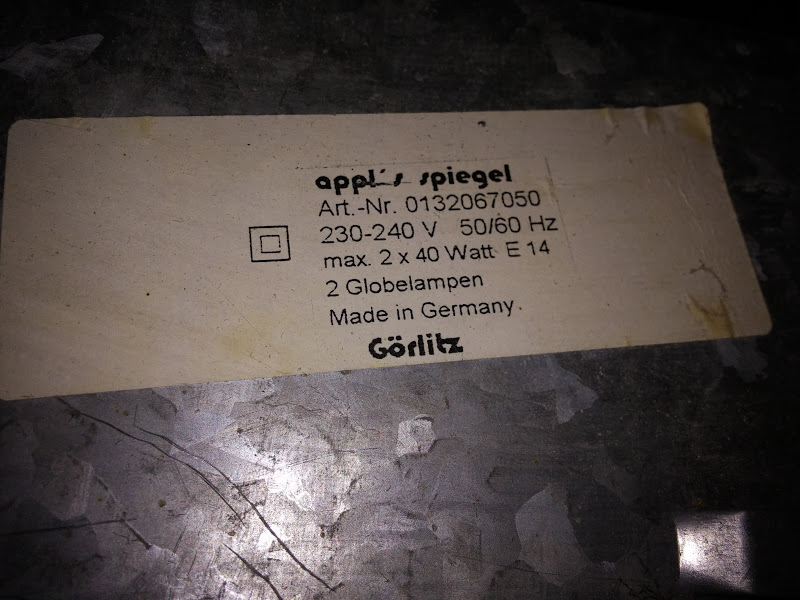 appl's spiegel
Art.-Nr. 0132067050
230-240 V 50/60 Hz
max. 2 x 40 Watt E 14
2 Globelampen
Made in Germany.
Görlitz